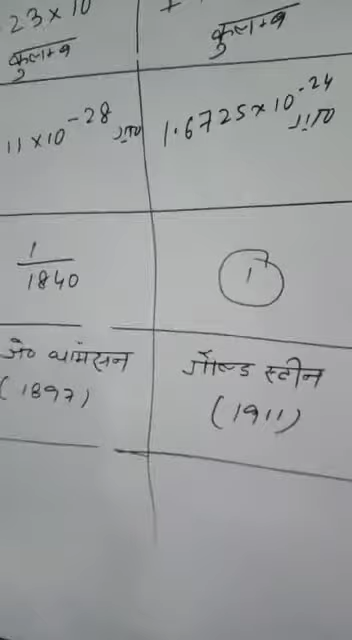 23 × 10
+
कुलाम्ब
कुलाम्ब
11 × 10⁻²⁸ ग्राम
1.6725 × 10⁻²⁴ ग्राम
1/1840
1
जे० थामसन
(1897)
गोल्ड स्टीन
(1911)